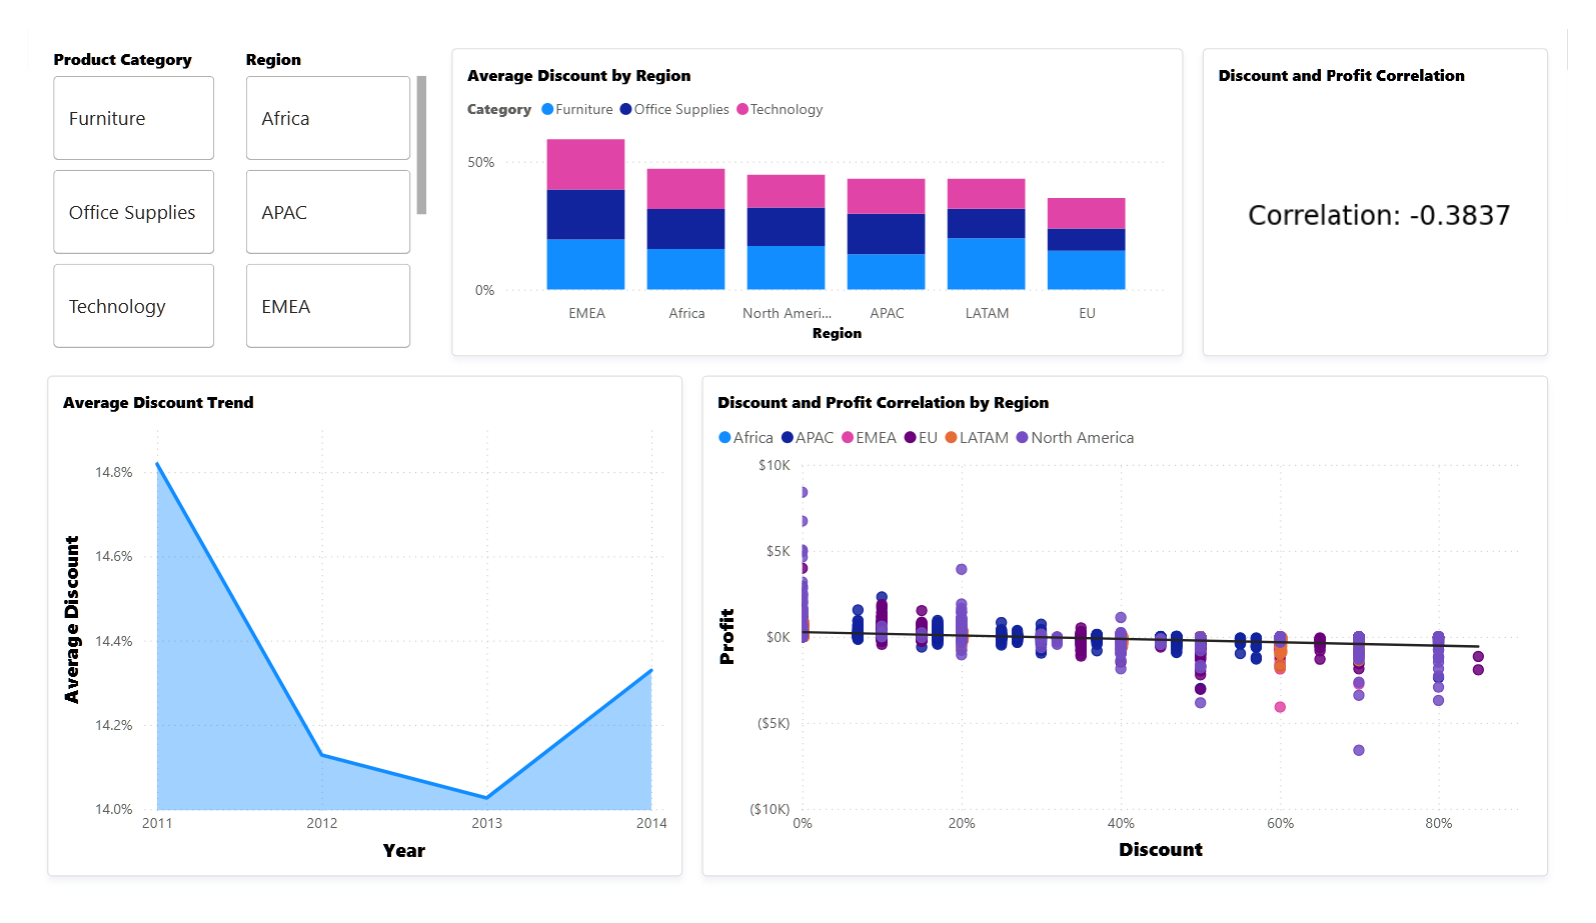 Product Category
Furniture
Office Supplies
Technology
Region
Africa
APAC
EMEA
Average Discount by Region
Category Furniture Office Supplies Technology
50%
0%
EMEA Africa North Ameri... APAC LATAM EU
Region
Discount and Profit Correlation
Correlation: -0.3837
Average Discount Trend
Average Discount
14.8%
14.6%
14.4%
14.2%
14.0%
2011 2012 2013 2014
Year
Discount and Profit Correlation by Region
Africa APAC EMEA EU LATAM North America
Profit
$10K
$5K
$0K
($5K)
($10K)
0% 20% 40% 60% 80%
Discount